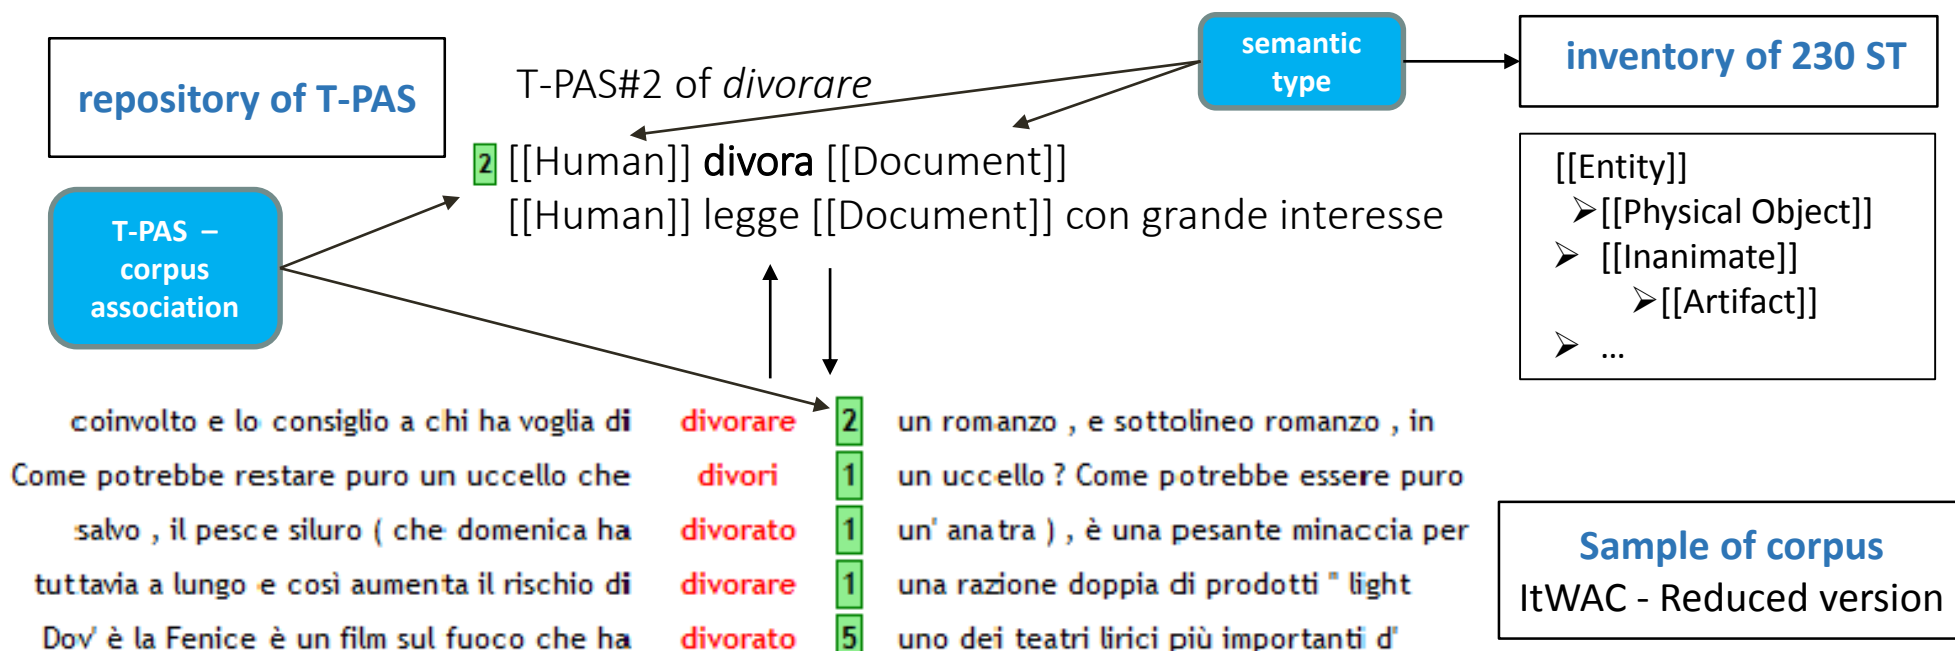 repository of T-PAS
T-PAS#2 of divorare
semantic
type
inventory of 230 ST
2 [[Human]] divora [[Document]]
[[Human]] legge [[Document]] con grande interesse
T-PAS –
corpus
association
[[Entity]]
➢[[Physical Object]]
➢ [[Inanimate]]
➢[[Artifact]]
➢ ...
coinvolto e lo consiglio a chi ha voglia di divorare 2 un romanzo , e sottolineo romanzo , in
Come potrebbe restare puro un uccello che divori 1 un uccello ? Come potrebbe essere puro
salvo , il pesce siluro ( che domenica ha divorato 1 un' anatra ) , è una pesante minaccia per
tuttavia a lungo e così aumenta il rischio di divorare 1 una razione doppia di prodotti " light
Dov' è la Fenice è un film sul fuoco che ha divorato 5 uno dei teatri lirici più importanti d'
Sample of corpus
ItWAC - Reduced version